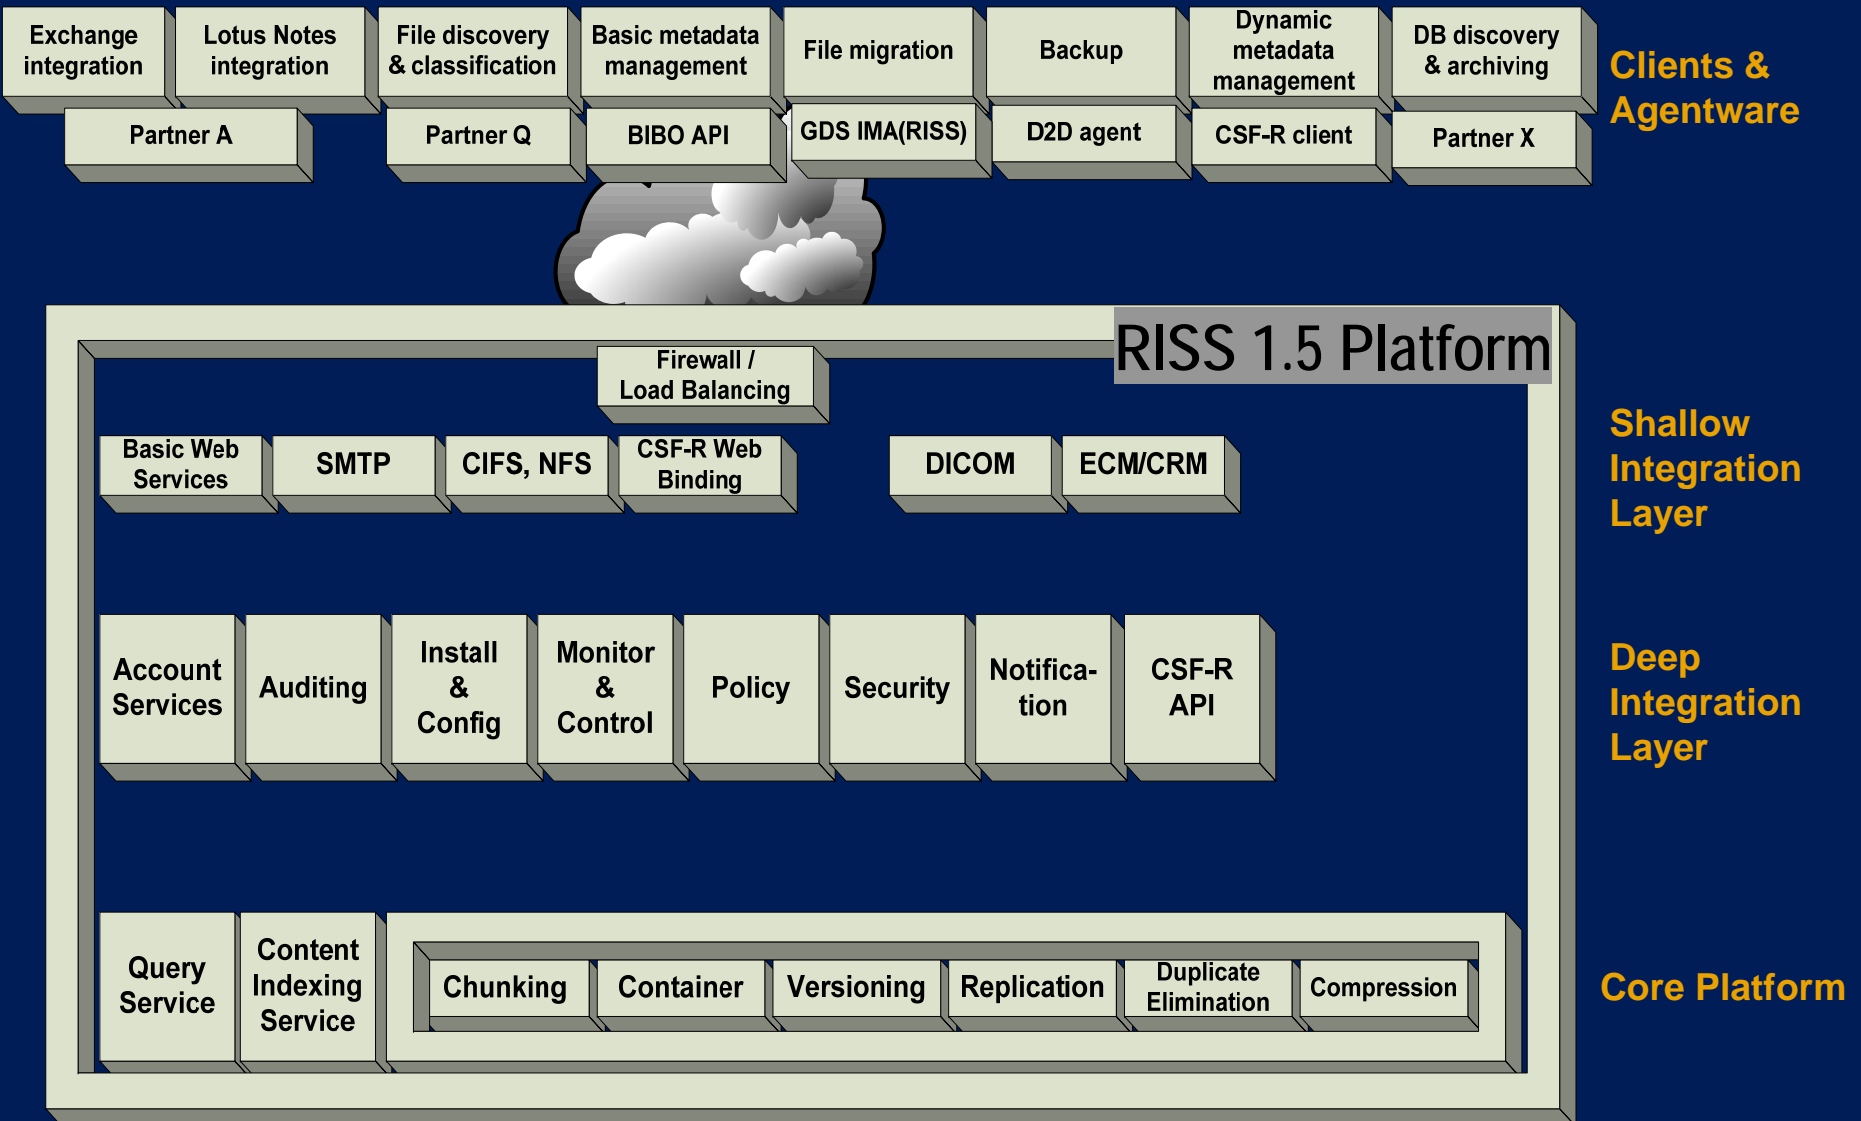 Exchange
integration
Lotus Notes
integration
File discovery
& classification
Basic metadata
management
File migration
Backup
Dynamic
metadata
management
DB discovery
& archiving
Clients &
Agentware
Partner A
Partner Q
BIBO API
GDS IMA(RISS)
D2D agent
CSF-R client
Partner X
RISS 1.5 Platform
Firewall /
Load Balancing
Basic Web
Services
SMTP
CIFS, NFS
CSF-R Web
Binding
DICOM
ECM/CRM
Shallow
Integration
Layer
Account
Services
Auditing
Install
&
Config
Monitor
&
Control
Policy
Security
Notifica-
tion
CSF-R
API
Deep
Integration
Layer
Query
Service
Content
Indexing
Service
Chunking
Container
Versioning
Replication
Duplicate
Elimination
Compression
Core Platform